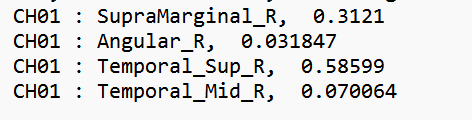 CH01 : SupraMarginal_R,  0.3121
CH01 : Angular_R,  0.031847
CH01 : Temporal_Sup_R,  0.58599
CH01 : Temporal_Mid_R,  0.070064